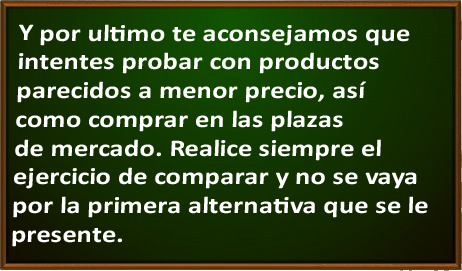 Y por ultimo te aconsejamos que
intentes probar con productos
parecidos a menor precio, así
como comprar en las plazas
de mercado. Realice siempre el
ejercicio de comparar y no se vaya
por la primera alternativa que se le
presente.